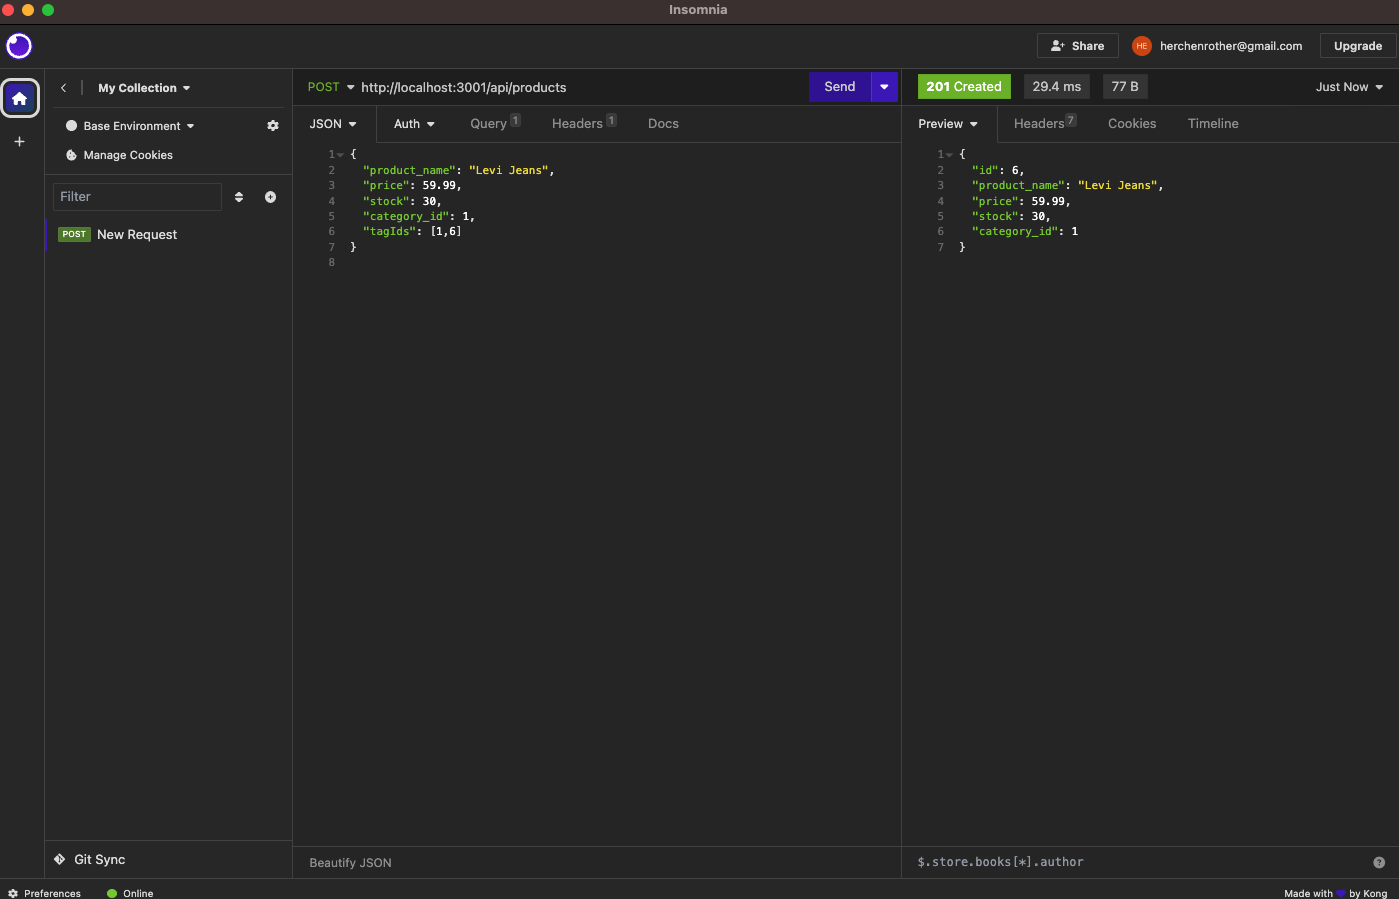 Insomnia
Share
HE
herchenrother@gmail.com
Upgrade
My Collection
Base Environment
Manage Cookies
Filter
POST New Request
Git Sync
POST http://localhost:3001/api/products Send
JSON Auth Query 1 Headers 1 Docs
1 {
2 "product_name": "Levi Jeans",
3 "price": 59.99,
4 "stock": 30,
5 "category_id": 1,
6 "tagIds": [1,6]
7 }
8
Beautify JSON
201 Created 29.4 ms 77 B Just Now
Preview Headers 7 Cookies Timeline
1 {
2 "id": 6,
3 "product_name": "Levi Jeans",
4 "price": 59.99,
5 "stock": 30,
6 "category_id": 1
7 }
$.store.books[*].author
Preferences Online
Made with by Kong